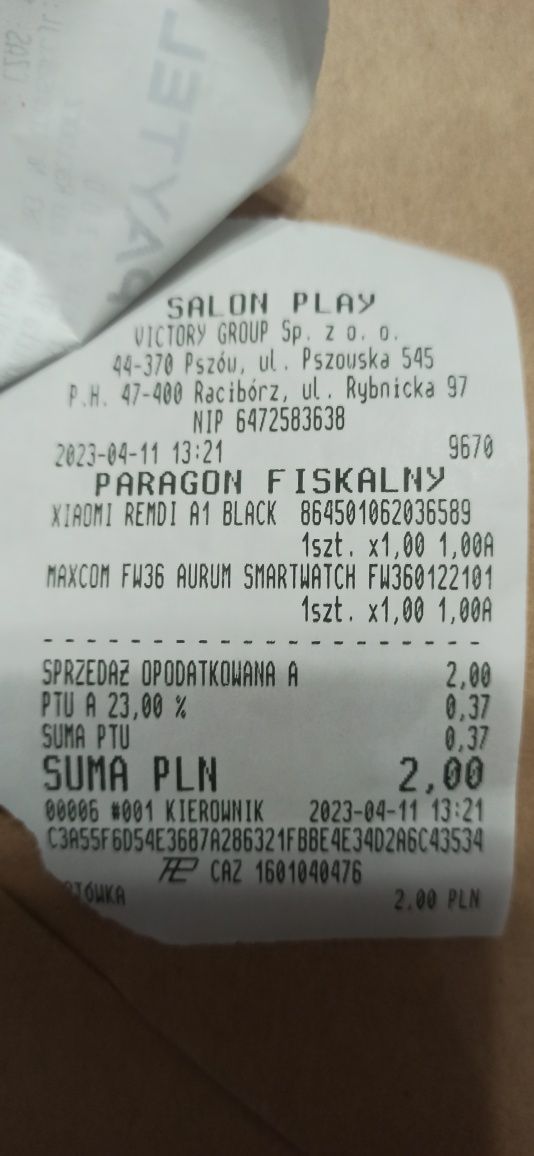 PAYTEL
SALON PLAY
VICTORY GROUP Sp. z o. o.
44-370 Pszów, ul. Pszowska 545
P.H. 47-400 Racibórz, ul. Rybnicka 97
NIP 6472583638
2023-04-11 13:21 9670
PARAGON FISKALNY
XIAOMI REMDI A1 BLACK 864501062036589
1szt. x1,00 1,00A
MAXCOM FW36 AURUM SMARTWATCH FW360122101
1szt. x1,00 1,00A
SPRZEDAŻ OPODATKOWANA A 2,00
PTU A 23,00 % 0,37
SUMA PTU 0,37
SUMA PLN 2,00
00006 #001 KIEROWNIK 2023-04-11 13:21
C3A55F6D54E3687A286321FBBE4E34D2A6C43534
CAZ 1601040476
2.00 PLN